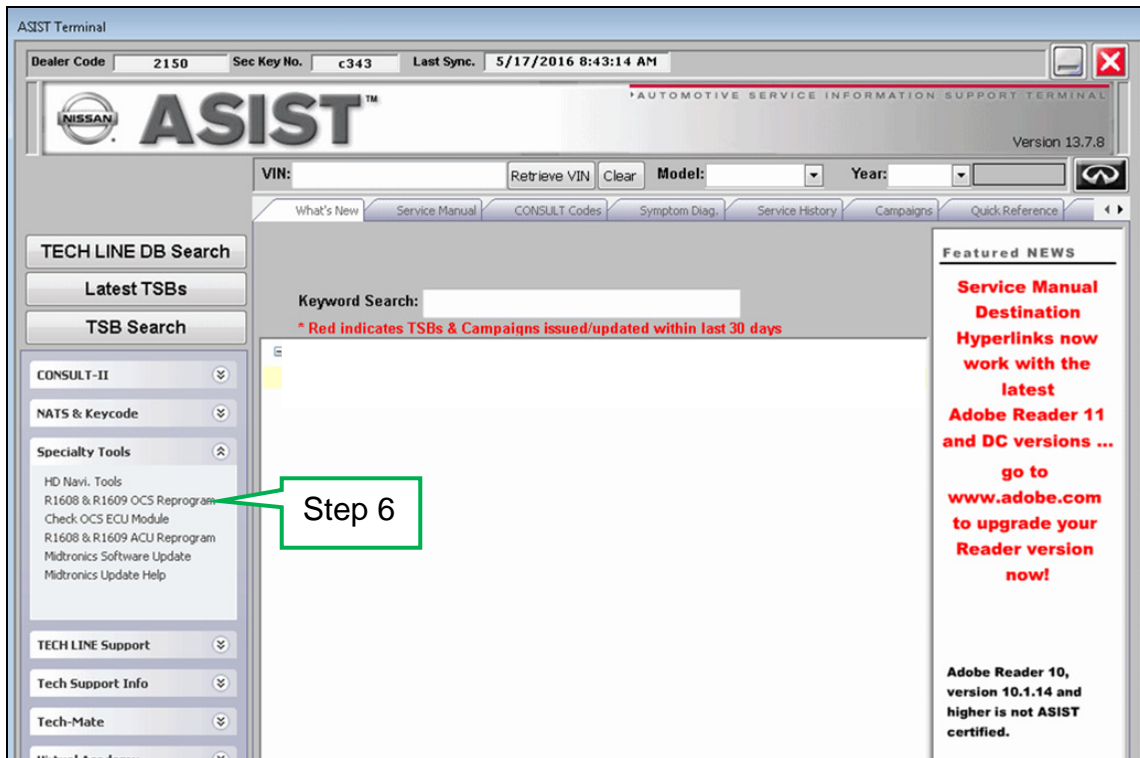 ASIST Terminal
Dealer Code 2150 Sec Key No. c343 Last Sync. 5/17/2016 8:43:14 AM
NISSAN ASIST™
AUTOMOTIVE SERVICE INFORMATION SUPPORT TERMINAL
Version 13.7.8
VIN: Retrieve VIN Clear Model: Year:
What's New Service Manual CONSULT Codes Symptom Diag. Service History Campaigns Quick Reference
TECH LINE DB Search
Latest TSBs
TSB Search
CONSULT-II
NATS & Keycode
Specialty Tools
HD Navi. Tools
R1608 & R1609 OCS Reprogram
Check OCS ECU Module
R1608 & R1609 ACU Reprogram
Midtronics Software Update
Midtronics Update Help
TECH LINE Support
Tech Support Info
Tech-Mate
Virtual Academy
Keyword Search:
* Red indicates TSBs & Campaigns issued/updated within last 30 days
Step 6
Featured NEWS
Service Manual
Destination
Hyperlinks now
work with the
latest
Adobe Reader 11
and DC versions ...
go to
www.adobe.com
to upgrade your
Reader version
now!
Adobe Reader 10,
version 10.1.14 and
higher is not ASIST
certified.